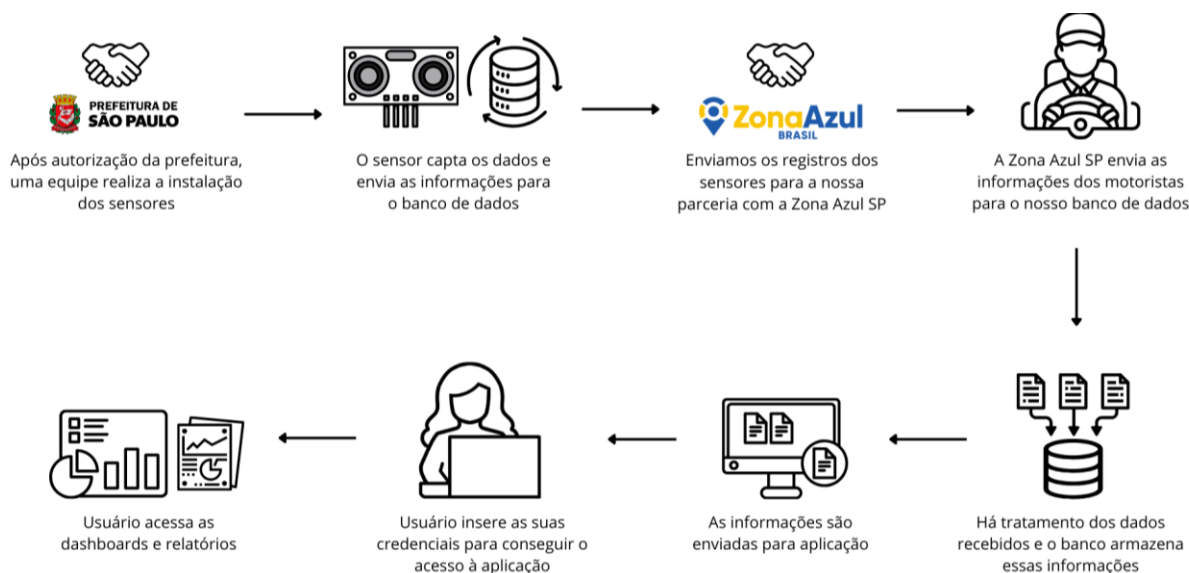 PREFEITURA DE
SÃO PAULO
Após autorização da prefeitura,
uma equipe realiza a instalação
dos sensores
O sensor capta os dados e
envia as informações para
o banco de dados
ZonaAzul
BRASIL
Enviamos os registros dos
sensores para a nossa
parceria com a Zona Azul SP
A Zona Azul SP envia as
informações dos motoristas
para o nosso banco de dados
Há tratamento dos dados
recebidos e o banco armazena
essas informações
As informações são
enviadas para aplicação
Usuário insere as suas
credenciais para conseguir o
acesso à aplicação
Usuário acessa as
dashboards e relatórios